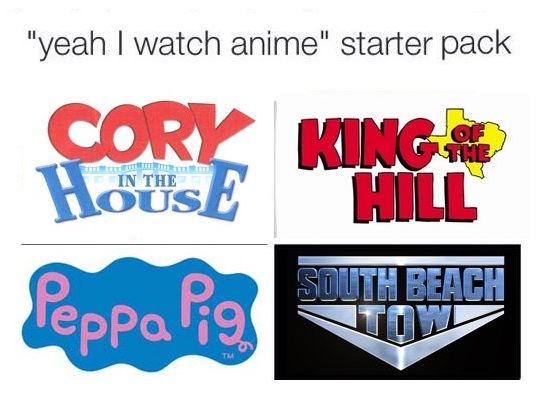 "yeah I watch anime" starter pack
CORY
IN THE
HOUSE
KING OF THE
HILL
Peppa Pig
TM
SOUTH BEACH
TOW